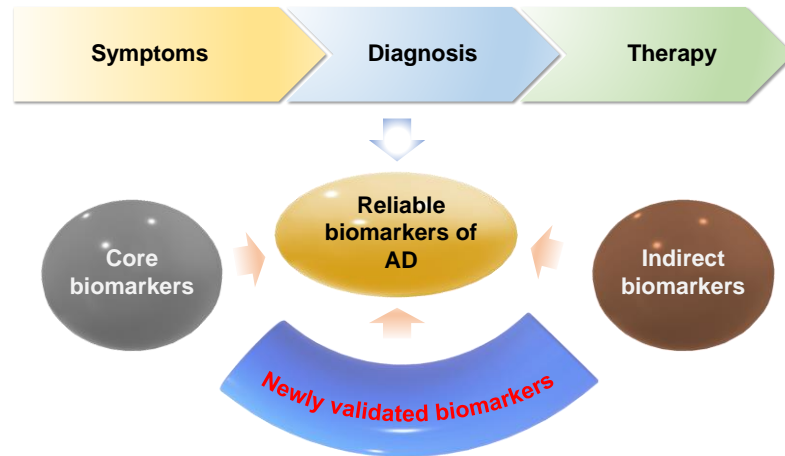 Symptoms
Diagnosis
Therapy
Reliable
biomarkers of
AD
Core
biomarkers
Indirect
biomarkers
Newly validated biomarkers